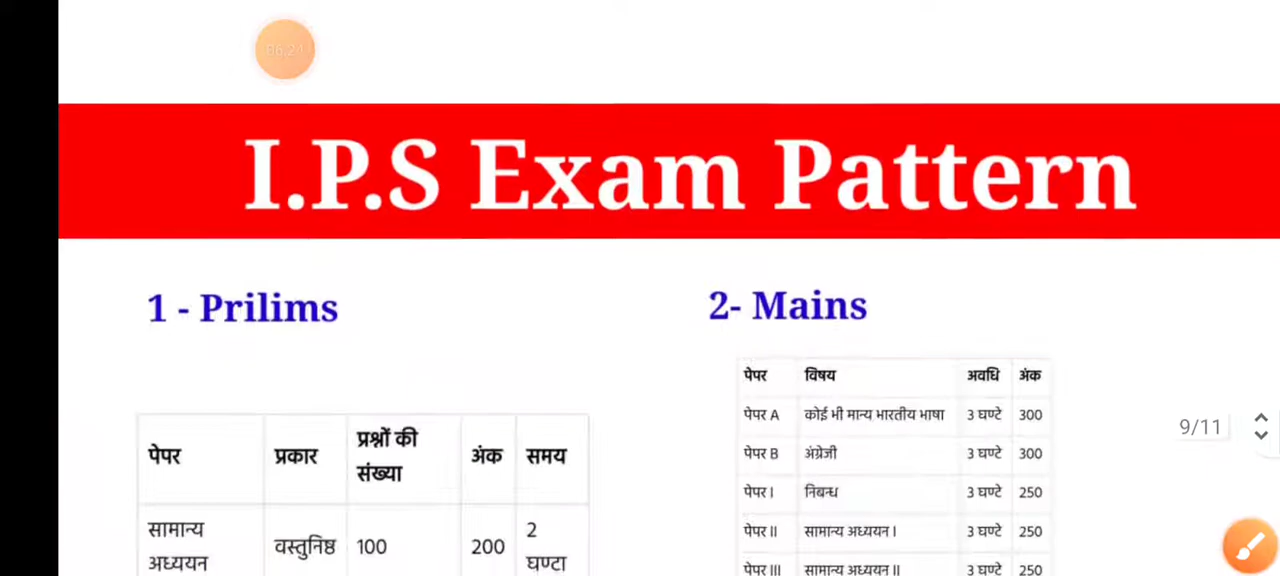 06:24
I.P.S Exam Pattern
1 - Prilims
पेपर प्रकार प्रश्नों की संख्या अंक समय
सामान्य अध्ययन वस्तुनिष्ठ 100 200 2 घण्टा
2- Mains
पेपर विषय अवधि अंक
पेपर A कोई भी मान्य भारतीय भाषा 3 घण्टे 300
पेपर B अंग्रेजी 3 घण्टे 300
पेपर I निबन्ध 3 घण्टे 250
पेपर II सामान्य अध्ययन I 3 घण्टे 250
पेपर III सामान्य अध्ययन II 3 घण्टे 250
9/11